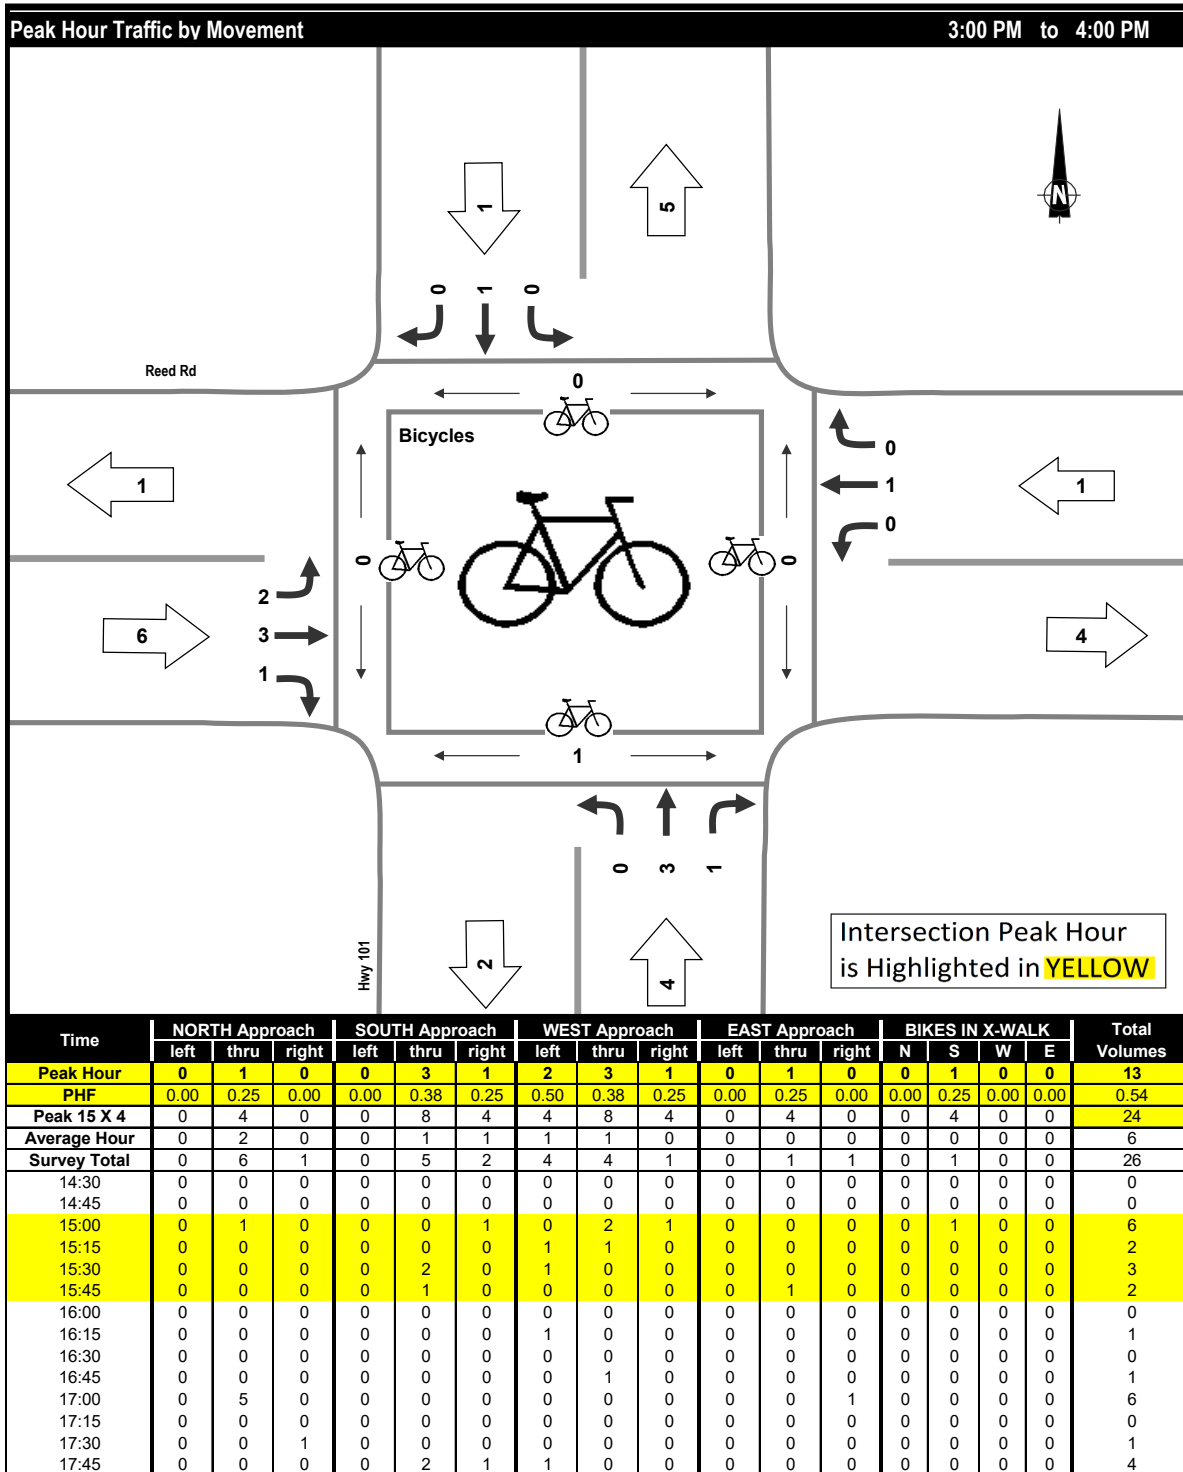 Peak Hour Traffic by Movement 3:00 PM to 4:00 PM
1 5
0 1 0
N
Reed Rd
0
Bicycles
0
1
0
1
1
0
0 0
2
3
1
6
4
1
0 3 1
Hwy 101
2 4
Intersection Peak Hour
is Highlighted in YELLOW
Time NORTH Approach SOUTH Approach WEST Approach EAST Approach BIKES IN X-WALK Total
left thru right left thru right left thru right left thru right N S W E Volumes
Peak Hour 0 1 0 0 3 1 2 3 1 0 1 0 0 1 0 0 13
PHF 0.00 0.25 0.00 0.00 0.38 0.25 0.50 0.38 0.25 0.00 0.25 0.00 0.00 0.25 0.00 0.00 0.54
Peak 15 X 4 0 4 0 0 8 4 4 8 4 0 4 0 0 4 0 0 24
Average Hour 0 2 0 0 1 1 1 1 0 0 0 0 0 0 0 0 6
Survey Total 0 6 1 0 5 2 4 4 1 0 1 1 0 1 0 0 26
14:30 0 0 0 0 0 0 0 0 0 0 0 0 0 0 0 0 0
14:45 0 0 0 0 0 0 0 0 0 0 0 0 0 0 0 0 0
15:00 0 1 0 0 0 1 0 2 1 0 0 0 0 1 0 0 6
15:15 0 0 0 0 0 0 1 1 0 0 0 0 0 0 0 0 2
15:30 0 0 0 0 2 0 1 0 0 0 0 0 0 0 0 0 3
15:45 0 0 0 0 1 0 0 0 0 0 1 0 0 0 0 0 2
16:00 0 0 0 0 0 0 0 0 0 0 0 0 0 0 0 0 0
16:15 0 0 0 0 0 0 1 0 0 0 0 0 0 0 0 0 1
16:30 0 0 0 0 0 0 0 0 0 0 0 0 0 0 0 0 0
16:45 0 0 0 0 0 0 0 1 0 0 0 0 0 0 0 0 1
17:00 0 5 0 0 0 0 0 0 0 0 0 1 0 0 0 0 6
17:15 0 0 0 0 0 0 0 0 0 0 0 0 0 0 0 0 0
17:30 0 0 1 0 0 0 0 0 0 0 0 0 0 0 0 0 1
17:45 0 0 0 0 2 1 1 0 0 0 0 0 0 0 0 0 4